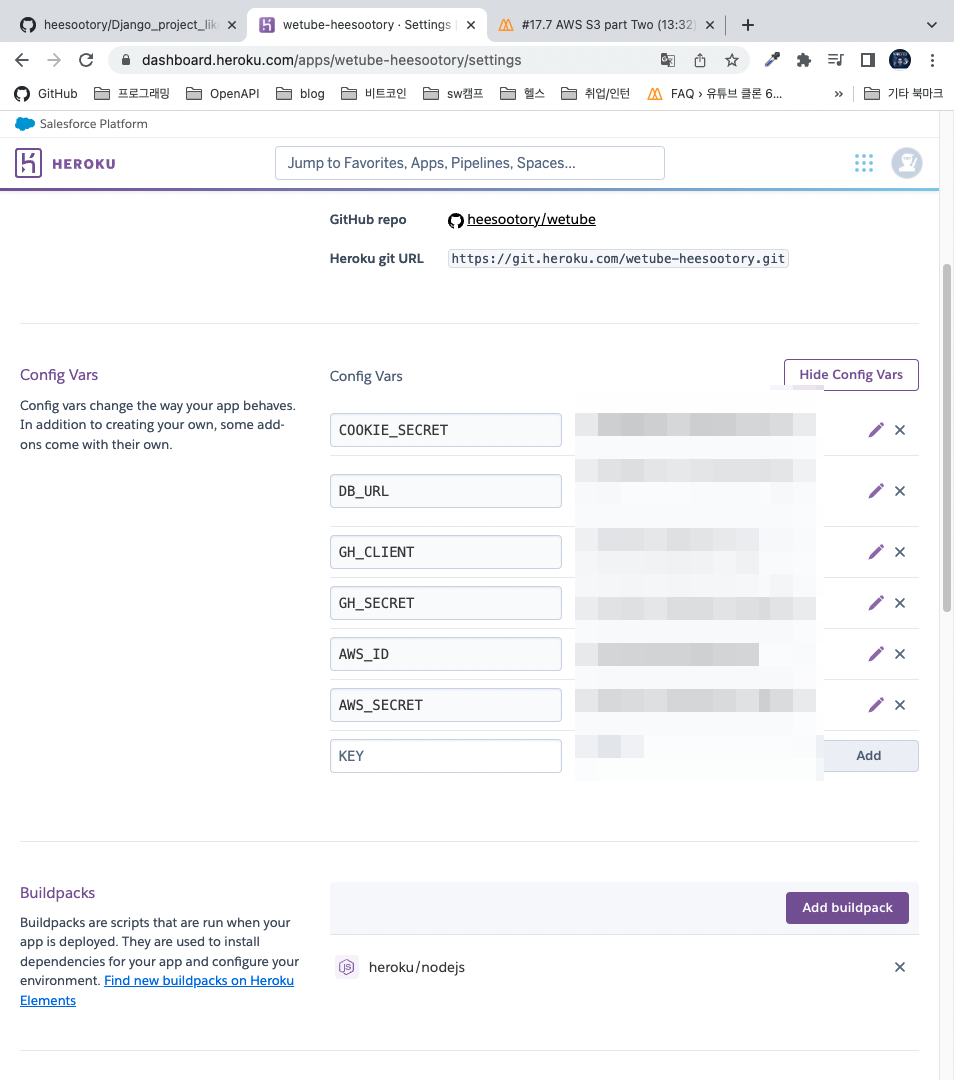 heesootory/Django_project_lik
wetube-heesootory · Settings |
#17.7 AWS S3 part Two (13:32)
dashboard.heroku.com/apps/wetube-heesootory/settings
GitHub
프로그래밍
OpenAPI
blog
비트코인
sw캠프
헬스
취업/인턴
FAQ › 유튜브 클론 6...
»
기타 북마크
Salesforce Platform
HEROKU
Jump to Favorites, Apps, Pipelines, Spaces...
GitHub repo heesootory/wetube
Heroku git URL https://git.heroku.com/wetube-heesootory.git
Config Vars
Config vars change the way your app behaves.
In addition to creating your own, some add-
ons come with their own.
Config Vars
Hide Config Vars
COOKIE_SECRET
DB_URL
GH_CLIENT
GH_SECRET
AWS_ID
AWS_SECRET
KEY
Add
Buildpacks
Buildpacks are scripts that are run when your
app is deployed. They are used to install
dependencies for your app and configure your
environment. Find new buildpacks on Heroku
Elements
Add buildpack
heroku/nodejs